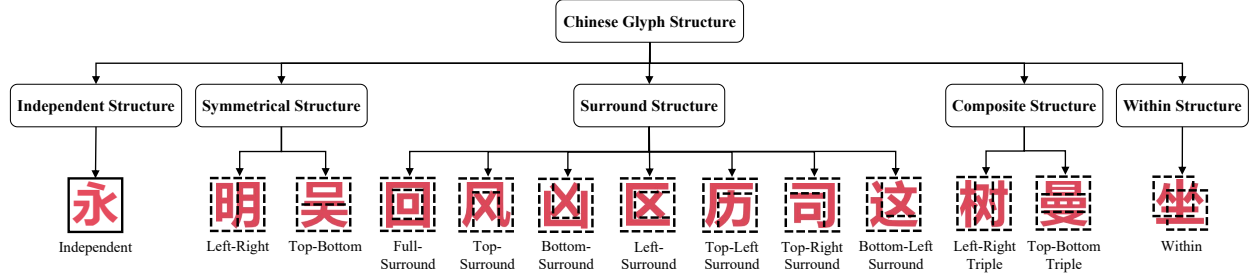 Chinese Glyph Structure
Independent Structure
Symmetrical Structure
Surround Structure
Composite Structure
Within Structure
永
明
吴
回
风
凶
区
历
司
这
树
曼
坐
Independent
Left-Right
Top-Bottom
Full-
Surround
Top-
Surround
Bottom-
Surround
Left-
Surround
Top-Left
Surround
Top-Right
Surround
Bottom-Left
Surround
Left-Right
Triple
Top-Bottom
Triple
Within